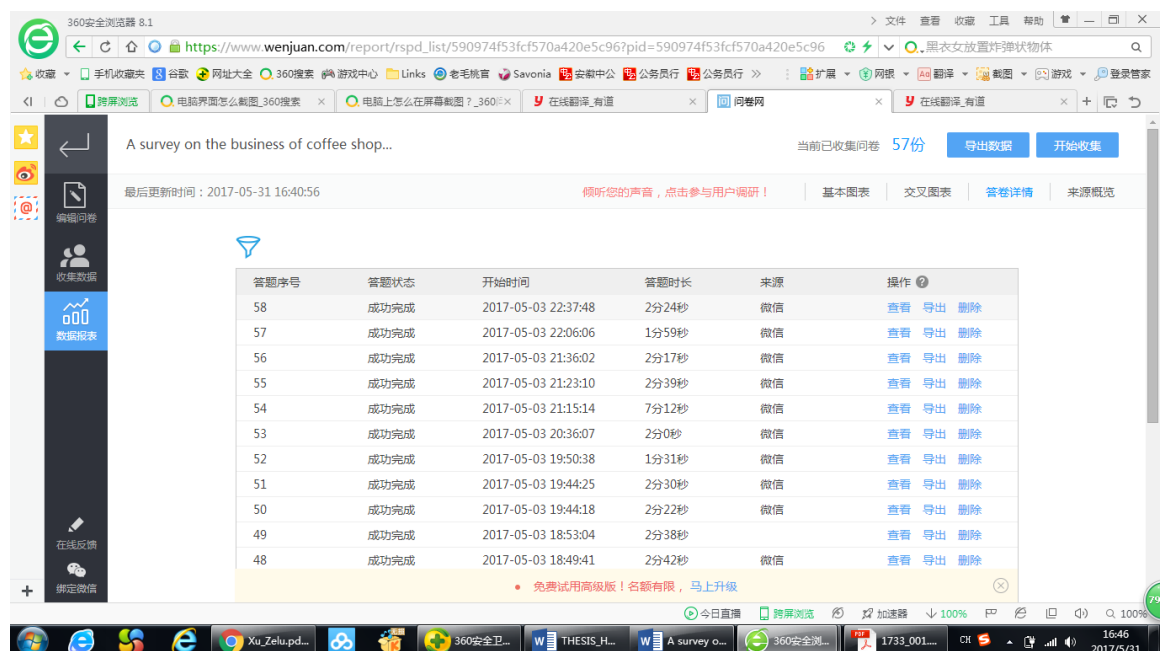 360安全浏览器 8.1
文件 查看 收藏 工具 帮助
https://www.wenjuan.com/report/rspd_list/590974f53fcf570a420e5c96?pid=590974f53fcf570a420e5c96 黑衣女放置炸弹状物体
收藏 手机收藏夹 谷歌 网址大全 360搜索 游戏中心 Links 老毛桃官 Savonia 安徽中公 公务员行 公务员行 扩展 网银 翻译 截图 游戏 登录管家
跨屏浏览 电脑界面怎么截图_360搜索 电脑上怎么在屏幕截图？_360 在线翻译_有道 问卷网 在线翻译_有道
A survey on the business of coffee shop... 当前已收集问卷 57份 导出数据 开始收集
最后更新时间：2017-05-31 16:40:56 倾听您的声音，点击参与用户调研！ 基本图表 交叉图表 答卷详情 来源概览
编辑问卷
收集数据
数据报表
在线反馈
绑定微信
答题序号 答题状态 开始时间 答题时长 来源 操作
58 成功完成 2017-05-03 22:37:48 2分24秒 微信 查看 导出 删除
57 成功完成 2017-05-03 22:06:06 1分59秒 微信 查看 导出 删除
56 成功完成 2017-05-03 21:36:02 2分17秒 微信 查看 导出 删除
55 成功完成 2017-05-03 21:23:10 2分39秒 微信 查看 导出 删除
54 成功完成 2017-05-03 21:15:14 7分12秒 微信 查看 导出 删除
53 成功完成 2017-05-03 20:36:07 2分0秒 微信 查看 导出 删除
52 成功完成 2017-05-03 19:50:38 1分31秒 微信 查看 导出 删除
51 成功完成 2017-05-03 19:44:25 2分30秒 微信 查看 导出 删除
50 成功完成 2017-05-03 19:44:18 2分22秒 微信 查看 导出 删除
49 成功完成 2017-05-03 18:53:04 2分38秒 查看 导出 删除
48 成功完成 2017-05-03 18:49:41 2分42秒 微信 查看 导出 删除
免费试用高级版！名额有限， 马上升级
今日直播 跨屏浏览 加速器 100% 100%
79
Xu_Zelu.pd... 360安全卫... THESIS_H... A survey o... 360安全浏... 1733_001.... CH 16:46
2017/5/31